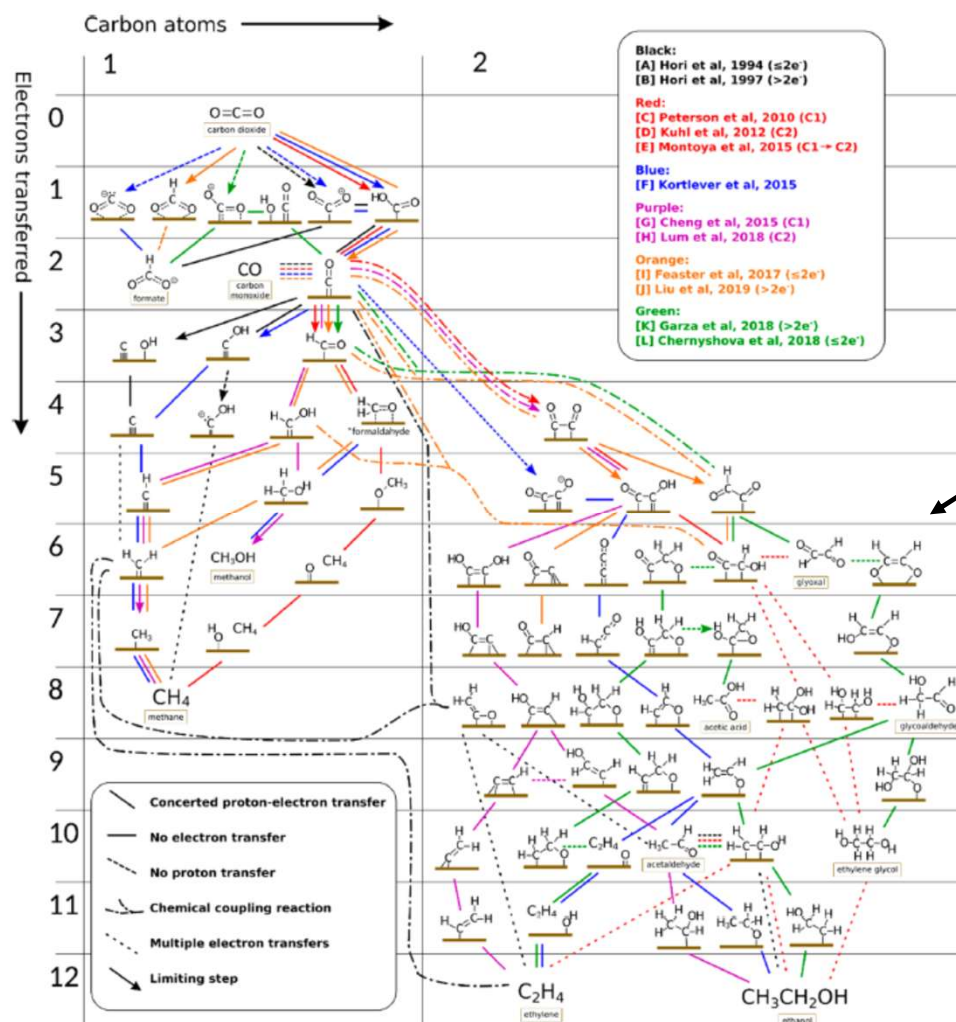 Carbon atoms
1 2
Electrons transferred
Black:
[A] Hori et al, 1994 (≤2e⁻)
[B] Hori et al, 1997 (>2e⁻)
Red:
[C] Peterson et al, 2010 (C1)
[D] Kuhl et al, 2012 (C2)
[E] Montoya et al, 2015 (C1→C2)
Blue:
[F] Kortlever et al, 2015
Purple:
[G] Cheng et al, 2015 (C1)
[H] Lum et al, 2018 (C2)
Orange:
[I] Feaster et al, 2017 (≤2e⁻)
[J] Liu et al, 2019 (>2e⁻)
Green:
[K] Garza et al, 2018 (>2e⁻)
[L] Chernyshova et al, 2018 (≤2e⁻)
0
O=C=O
carbon dioxide
1
2
formate
CO
carbon monoxide
3
4
*formaldahyde
5
6
CH₃OH
methanol
CH₄
glyoxal
7
CH₃
CH₄
8
CH₄
methane
acetic acid
glycoaldehyde
9
10
C₂H₄
acetaldehyde
ethylene glycol
11
C₂H₄
12
C₂H₄
ethylene
CH₃CH₂OH
ethanol
Concerted proton-electron transfer
No electron transfer
No proton transfer
Chemical coupling reaction
Multiple electron transfers
Limiting step